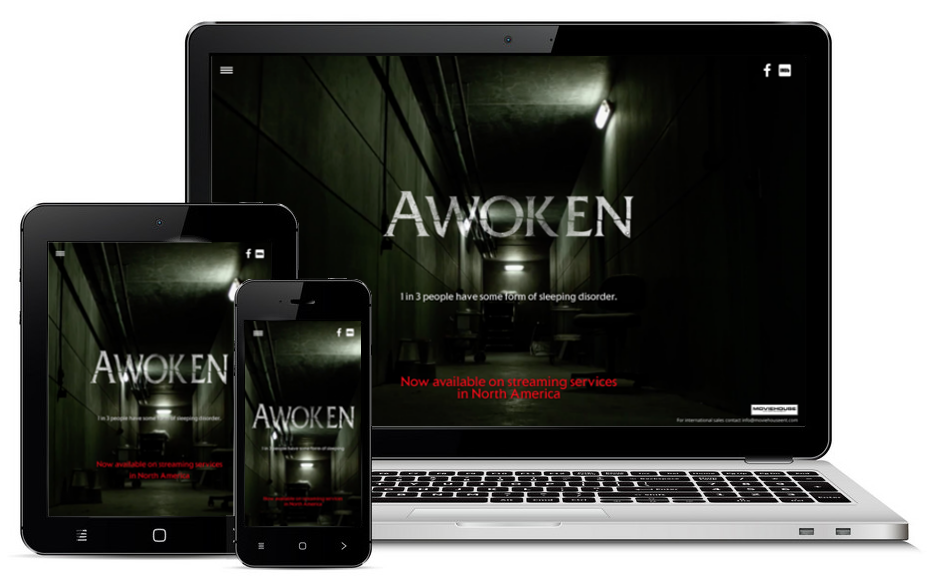 AWOKEN
1 in 3 people have some form of sleeping disorder.
Now available on streaming services
in North America
MOVIEHOUSE
For international sales contact info@moviehouseent.com
AWOKEN
1 in 3 people have some form of sleeping disorder.
Now available on streaming services
in North America
AWOKEN
1 in 3 people have some form of sleeping
Now available on streaming services
in North America